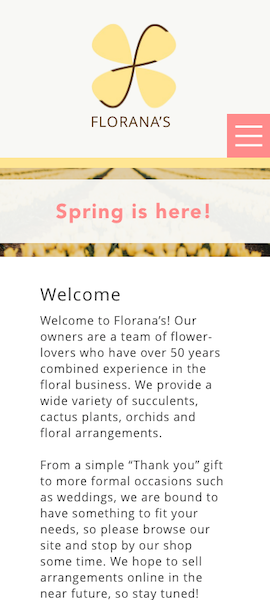 FLORANA’S
Spring is here!
Welcome
Welcome to Florana’s! Our
owners are a team of flower-
lovers who have over 50 years
combined experience in the
floral business. We provide a
wide variety of succulents,
cactus plants, orchids and
floral arrangements.
From a simple “Thank you” gift
to more formal occasions such
as weddings, we are bound to
have something to fit your
needs, so please browse our
site and stop by our shop
some time. We hope to sell
arrangements online in the
near future, so stay tuned!